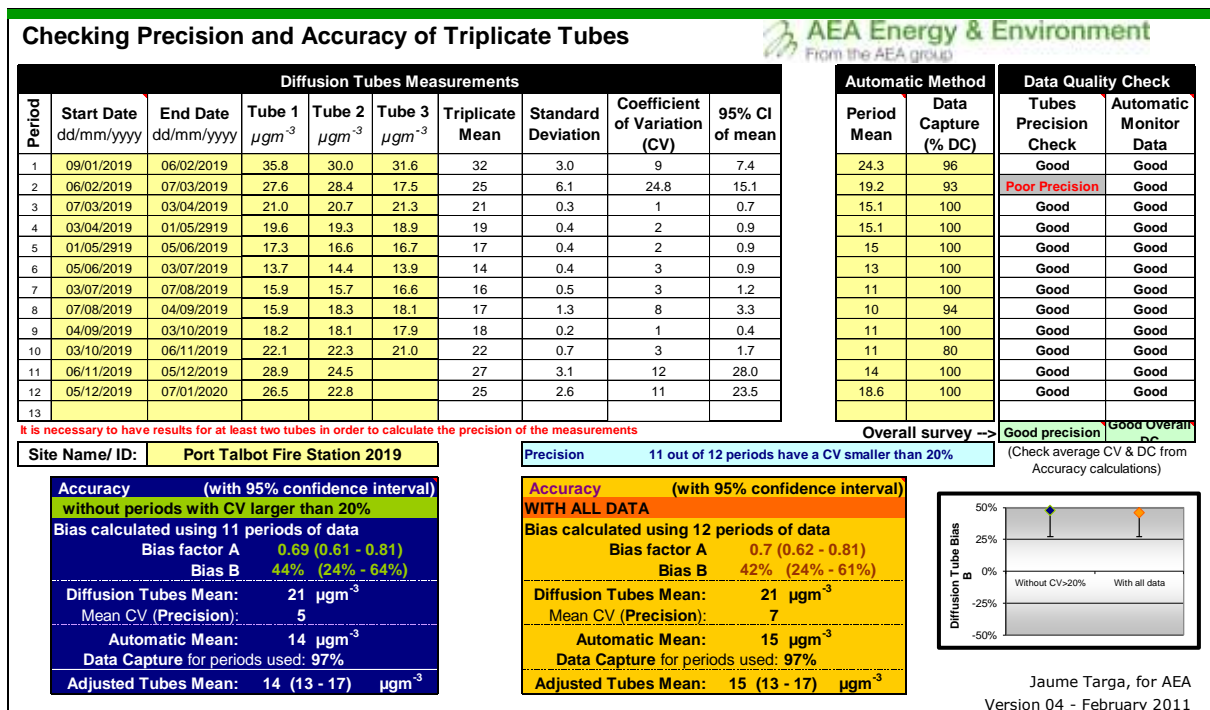 Checking Precision and Accuracy of Triplicate Tubes
AEA Energy & Environment
From the AEA group
Diffusion Tubes Measurements
Automatic Method
Data Quality Check
Period Start Date dd/mm/yyyy End Date dd/mm/yyyy Tube 1 µgm-3 Tube 2 µgm-3 Tube 3 µgm-3 Triplicate Mean Standard Deviation Coefficient of Variation (CV) 95% CI of mean Period Mean Data Capture (% DC) Tubes Precision Check Automatic Monitor Data
1 09/01/2019 06/02/2019 35.8 30.0 31.6 32 3.0 9 7.4 24.3 96 Good Good
2 06/02/2019 07/03/2019 27.6 28.4 17.5 25 6.1 24.8 15.1 19.2 93 Poor Precision Good
3 07/03/2019 03/04/2019 21.0 20.7 21.3 21 0.3 1 0.7 15.1 100 Good Good
4 03/04/2019 01/05/2919 19.6 19.3 18.9 19 0.4 2 0.9 15.1 100 Good Good
5 01/05/2919 05/06/2019 17.3 16.6 16.7 17 0.4 2 0.9 15 100 Good Good
6 05/06/2019 03/07/2019 13.7 14.4 13.9 14 0.4 3 0.9 13 100 Good Good
7 03/07/2019 07/08/2019 15.9 15.7 16.6 16 0.5 3 1.2 11 100 Good Good
8 07/08/2019 04/09/2019 15.9 18.3 18.1 17 1.3 8 3.3 10 94 Good Good
9 04/09/2019 03/10/2019 18.2 18.1 17.9 18 0.2 1 0.4 11 100 Good Good
10 03/10/2019 06/11/2019 22.1 22.3 21.0 22 0.7 3 1.7 11 80 Good Good
11 06/11/2019 05/12/2019 28.9 24.5 27 3.1 12 28.0 14 100 Good Good
12 05/12/2019 07/01/2020 26.5 22.8 25 2.6 11 23.5 18.6 100 Good Good
13
It is necessary to have results for at least two tubes in order to calculate the precision of the measurements
Overall survey --> Good precision Good Overall DC
(Check average CV & DC from Accuracy calculations)
Site Name/ ID: Port Talbot Fire Station 2019
Precision 11 out of 12 periods have a CV smaller than 20%
Accuracy (with 95% confidence interval)
without periods with CV larger than 20%
Bias calculated using 11 periods of data
Bias factor A 0.69 (0.61 - 0.81)
Bias B 44% (24% - 64%)
Diffusion Tubes Mean: 21 µgm-3
Mean CV (Precision): 5
Automatic Mean: 14 µgm-3
Data Capture for periods used: 97%
Adjusted Tubes Mean: 14 (13 - 17) µgm-3
Accuracy (with 95% confidence interval)
WITH ALL DATA
Bias calculated using 12 periods of data
Bias factor A 0.7 (0.62 - 0.81)
Bias B 42% (24% - 61%)
Diffusion Tubes Mean: 21 µgm-3
Mean CV (Precision): 7
Automatic Mean: 15 µgm-3
Data Capture for periods used: 97%
Adjusted Tubes Mean: 15 (13 - 17) µgm-3
Diffusion Tube Bias B
50%
25%
0%
-25%
-50%
Without CV>20% With all data
Jaume Targa, for AEA
Version 04 - February 2011